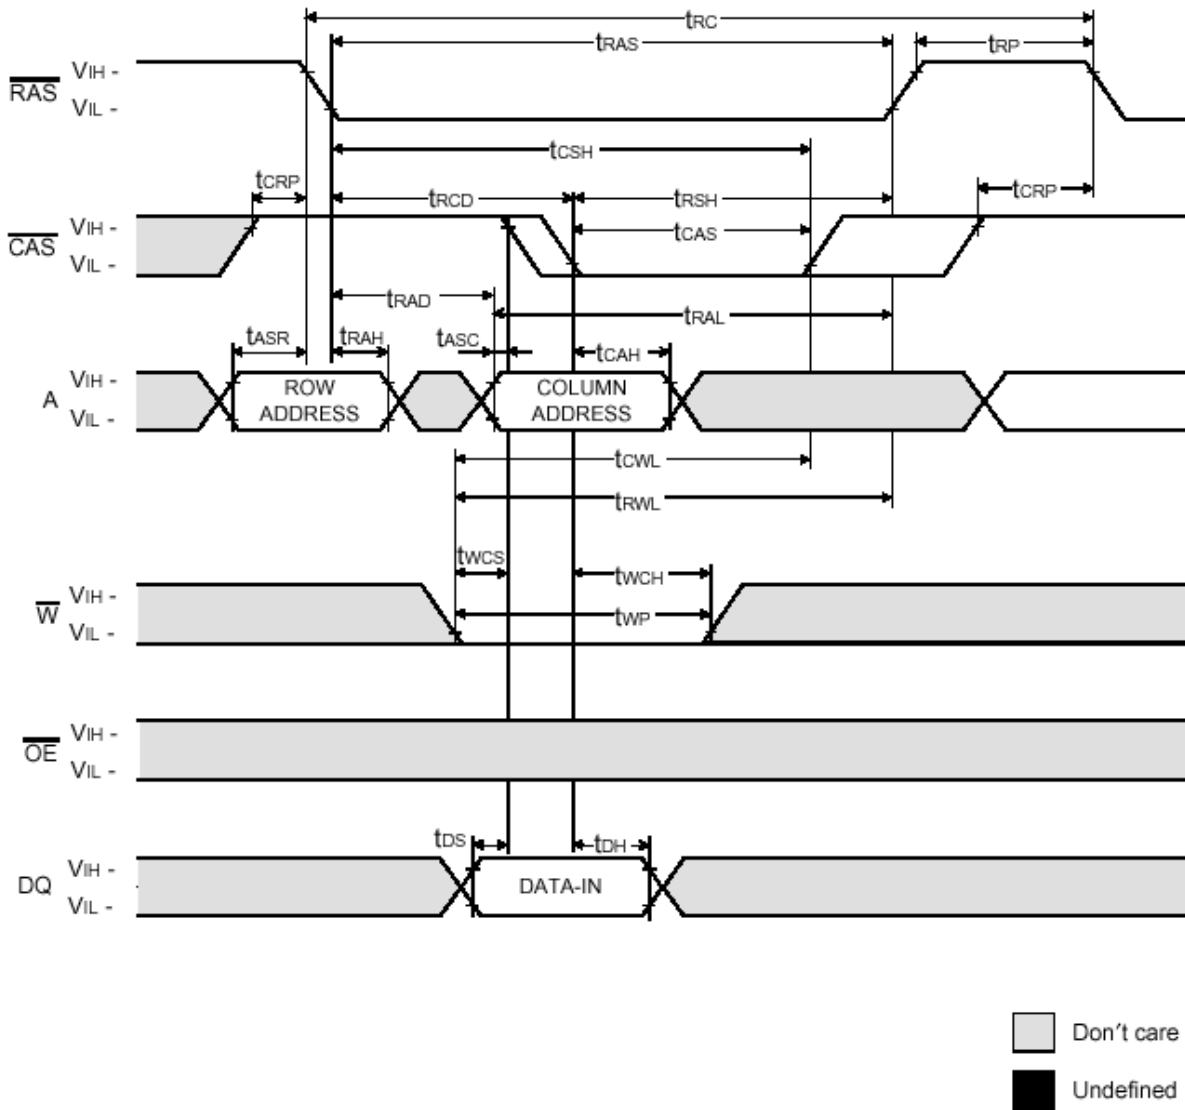 tRC
tRAS
tRP
RAS
VIH -
VIL -
tCSH
tCRP
tRCD
tRSH
tCRP
CAS
VIH -
VIL -
tCAS
tRAD
tRAL
tASR
tRAH
tASC
tCAH
A
VIH -
VIL -
ROW
ADDRESS
COLUMN
ADDRESS
tCWL
tRWL
tWCS
tWCH
W
VIH -
VIL -
tWP
OE
VIH -
VIL -
tDS
tDH
DQ
VIH -
VIL -
DATA-IN
Don't care
Undefined